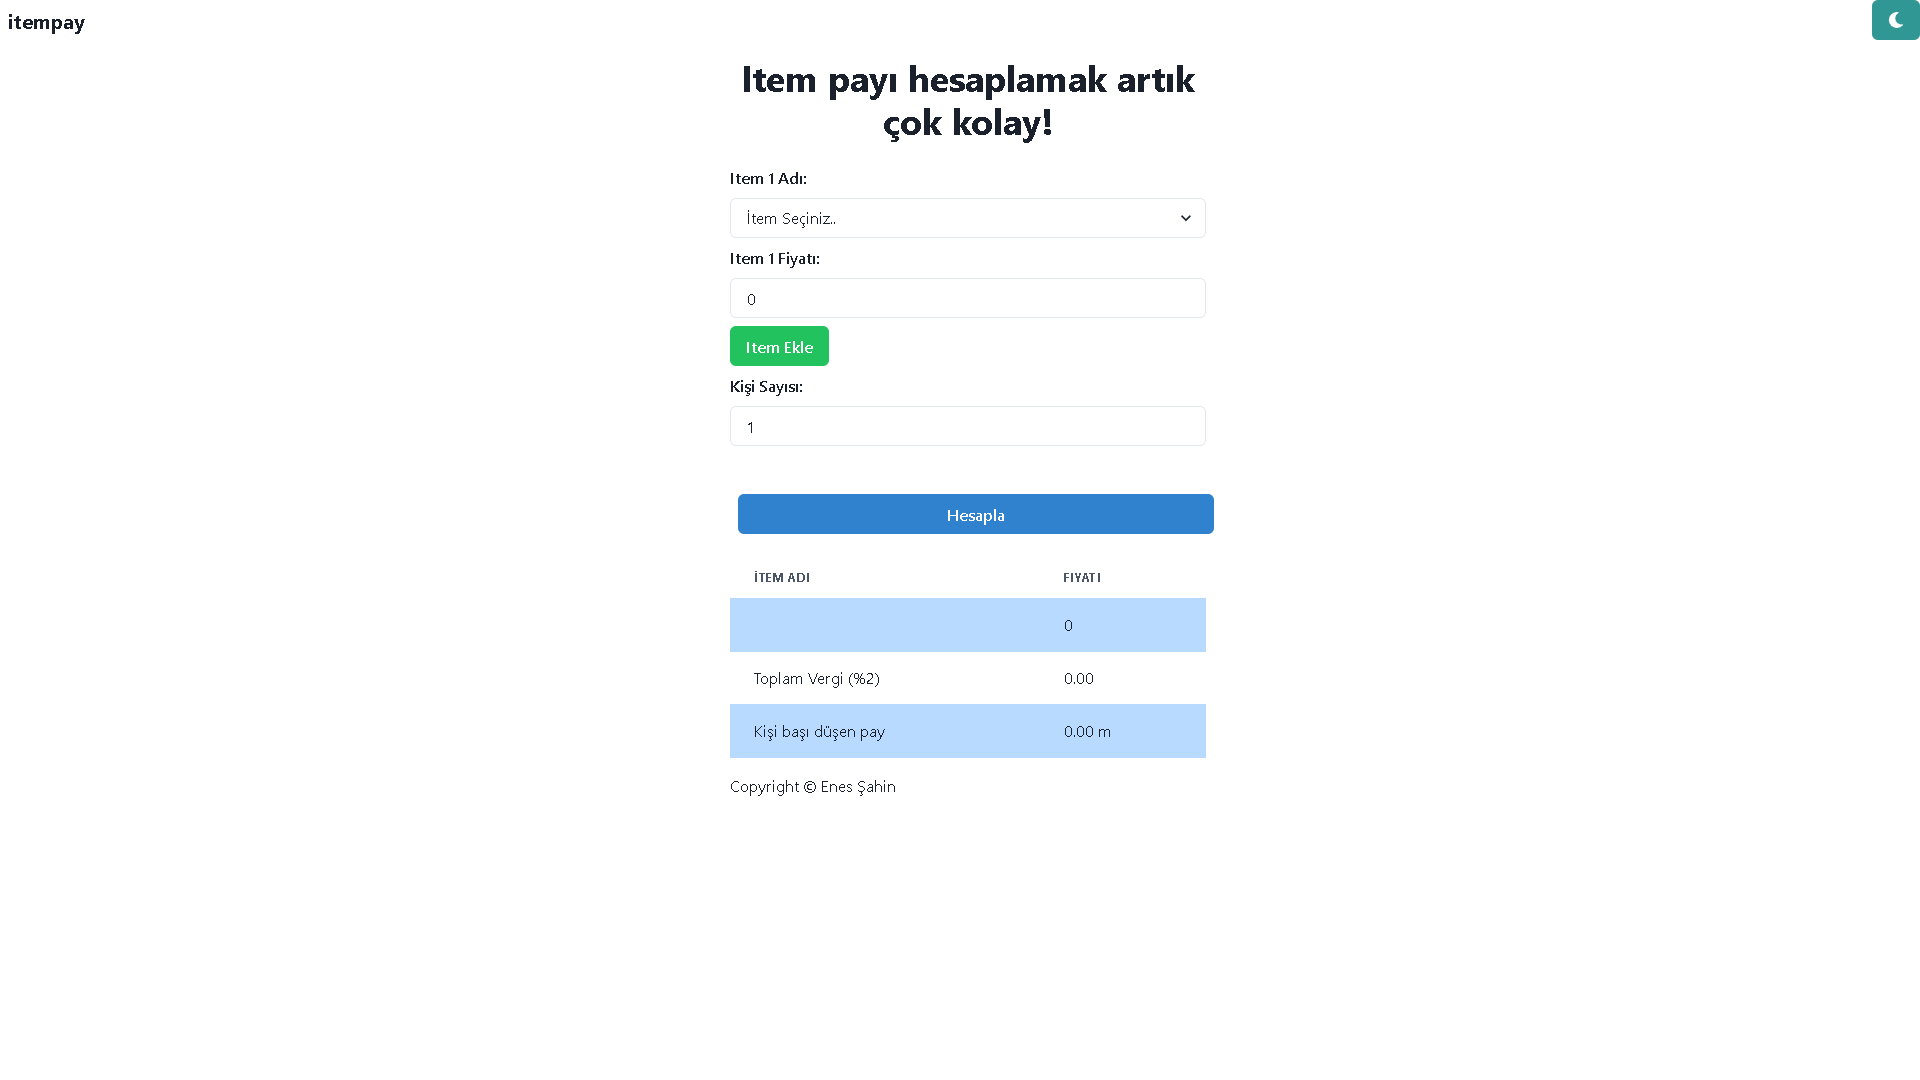 itempay
Item payı hesaplamak artık
çok kolay!
Item 1 Adı:
İtem Seçiniz..
Item 1 Fiyatı:
0
Item Ekle
Kişi Sayısı:
1
Hesapla
İTEM ADI FIYATI
0
Toplam Vergi (%2) 0.00
Kişi başı düşen pay 0.00 m
Copyright © Enes Şahin